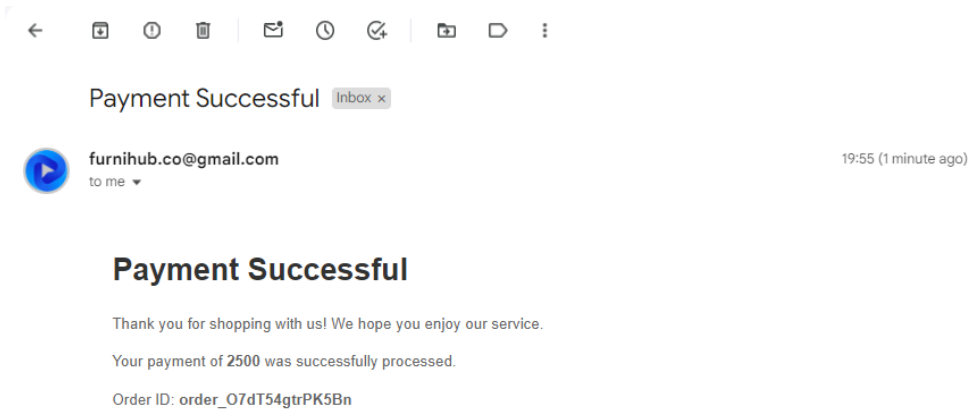 Payment Successful Inbox ×
furnihub.co@gmail.com 19:55 (1 minute ago)
to me
Payment Successful
Thank you for shopping with us! We hope you enjoy our service.
Your payment of 2500 was successfully processed.
Order ID: order_O7dT54gtrPK5Bn